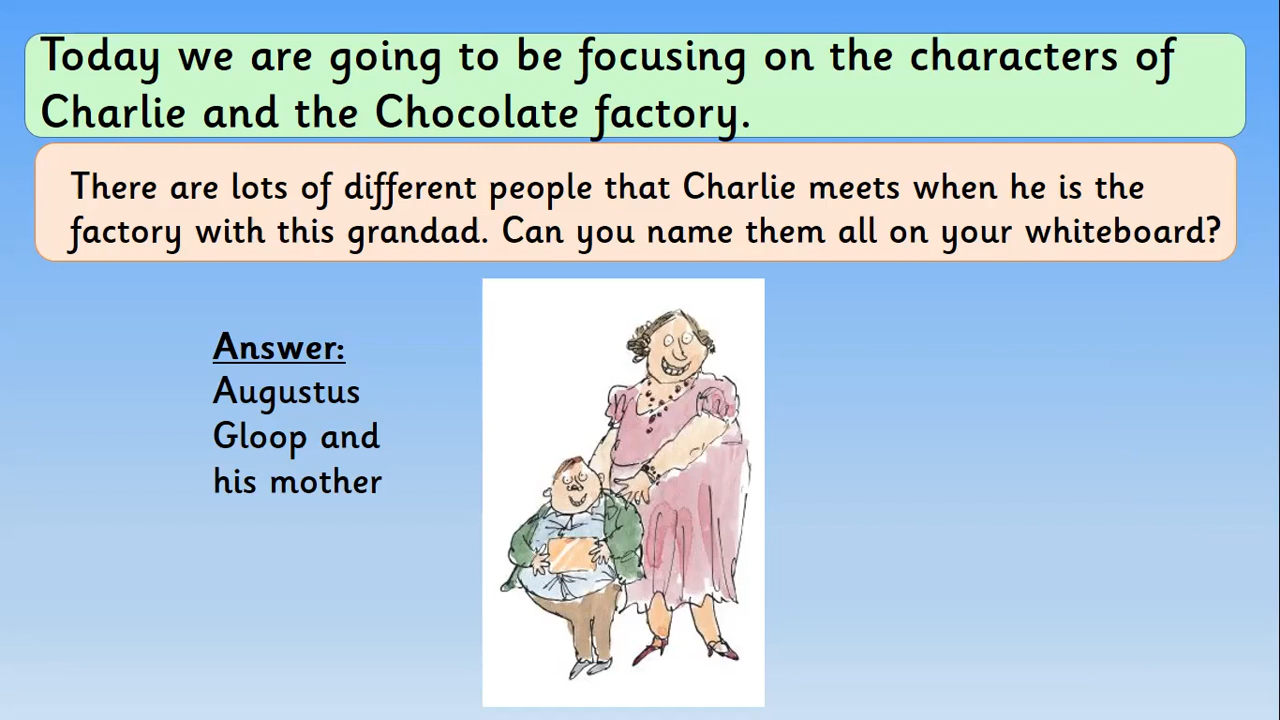 Today we are going to be focusing on the characters of
Charlie and the Chocolate factory.
There are lots of different people that Charlie meets when he is the
factory with this grandad. Can you name them all on your whiteboard?
Answer:
Augustus
Gloop and
his mother